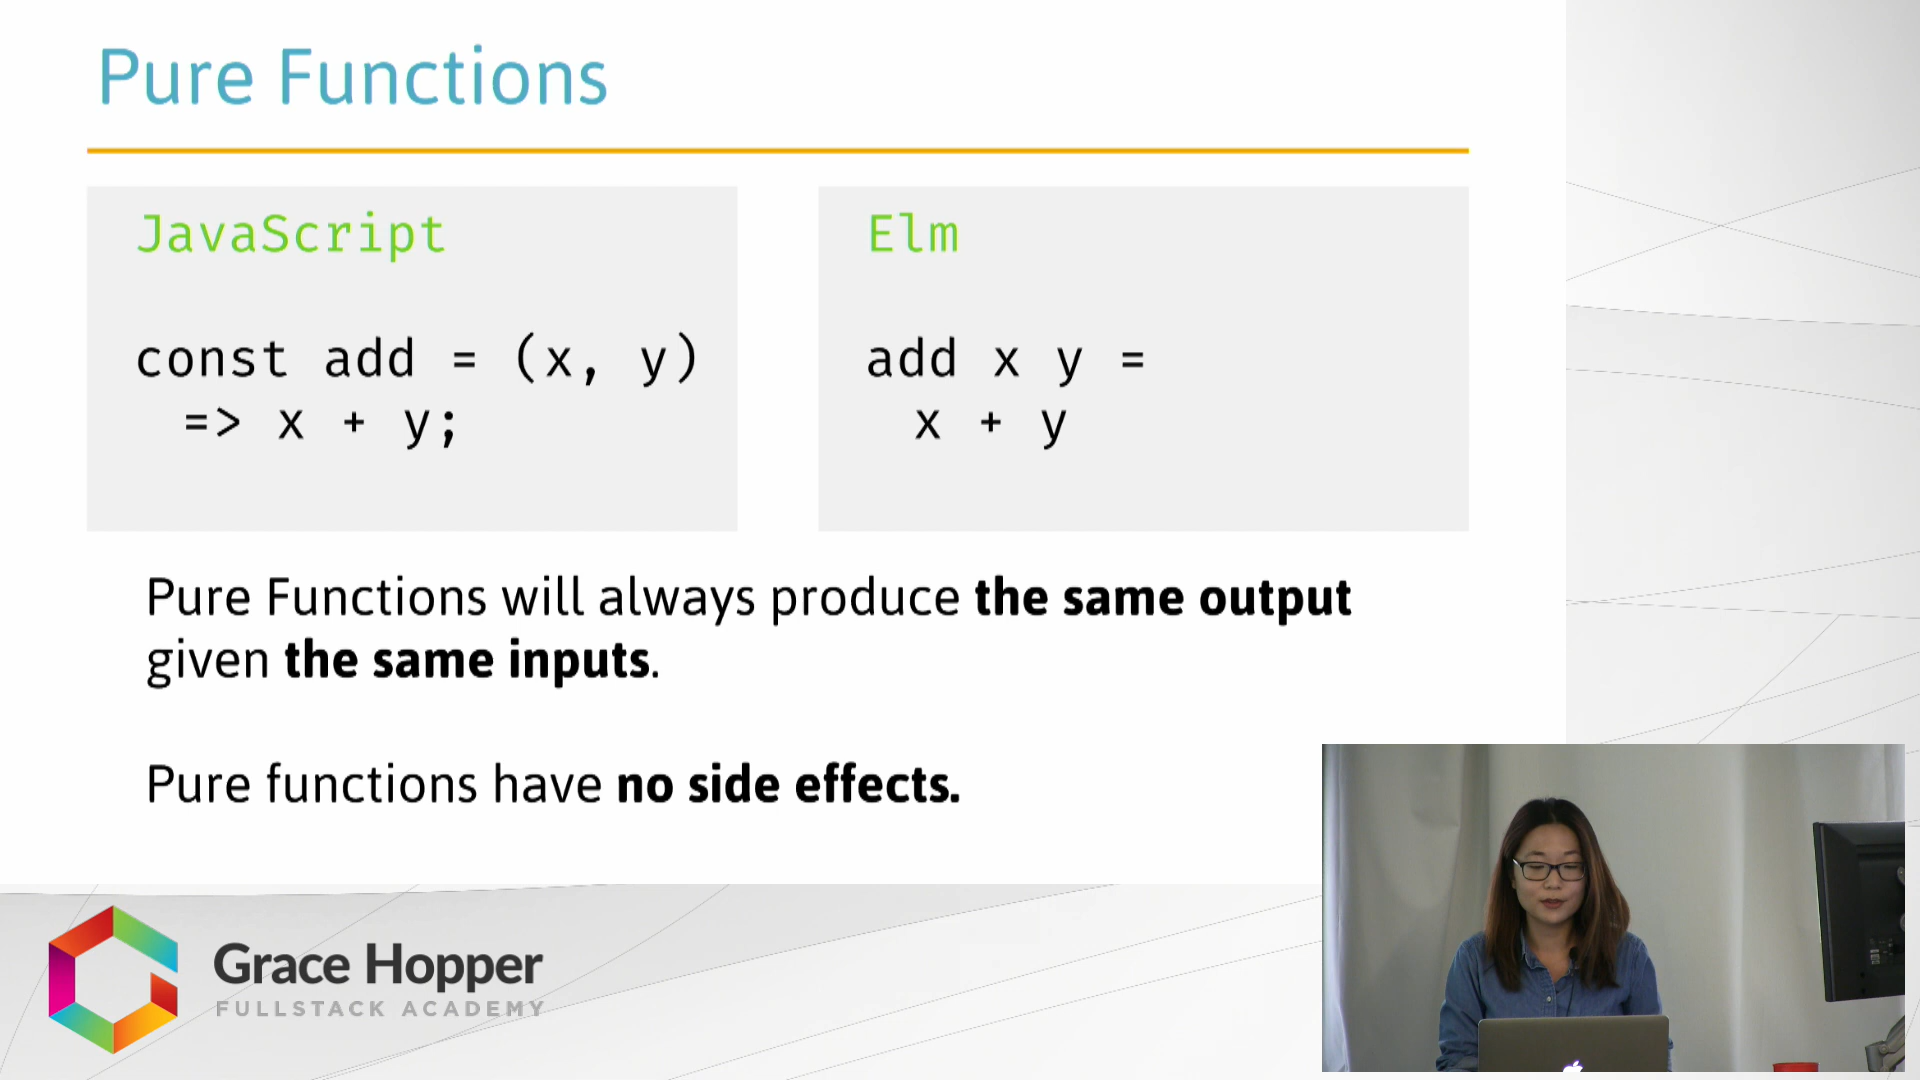 Pure Functions
JavaScript
const add = (x, y)
=> x + y;
Elm
add x y =
x + y
Pure Functions will always produce the same output
given the same inputs.
Pure functions have no side effects.
Grace Hopper
FULLSTACK ACADEMY